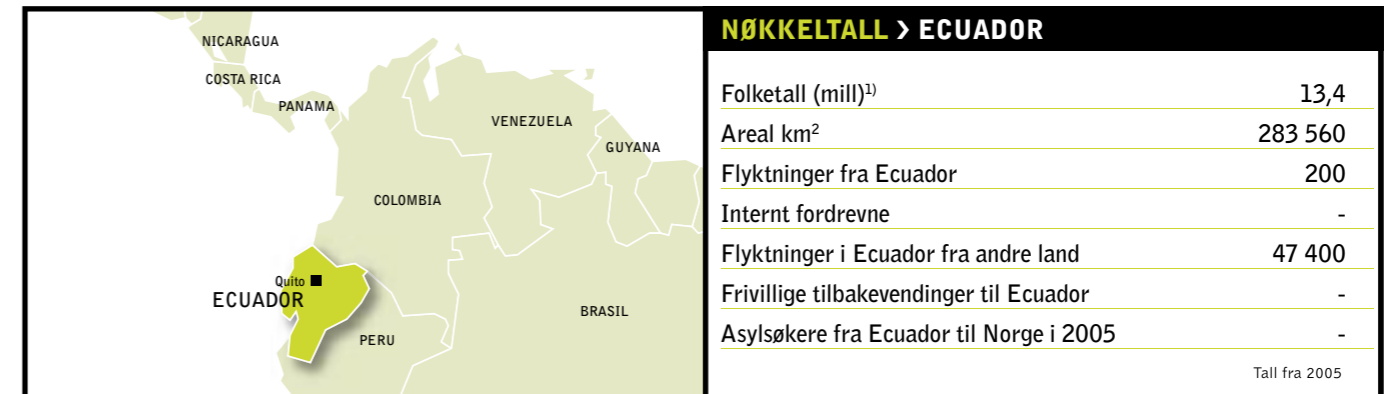 NICARAGUA
COSTA RICA
PANAMA
VENEZUELA
GUYANA
COLOMBIA
Quito
ECUADOR
BRASIL
PERU
NØKKELTALL > ECUADOR
Folketall (mill)1) 13,4
Areal km² 283 560
Flyktninger fra Ecuador 200
Internt fordrevne -
Flyktninger i Ecuador fra andre land 47 400
Frivillige tilbakevendinger til Ecuador -
Asylsøkere fra Ecuador til Norge i 2005 -
Tall fra 2005